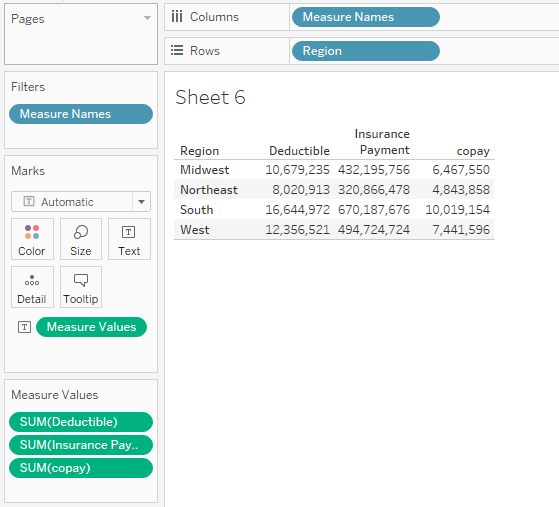 Pages
Columns
Measure Names
Rows
Region
Filters
Measure Names
Marks
Automatic
Color
Size
Text
Detail
Tooltip
Measure Values
Measure Values
SUM(Deductible)
SUM(Insurance Pay..
SUM(copay)
Sheet 6
Region Deductible Insurance Payment copay
Midwest 10,679,235 432,195,756 6,467,550
Northeast 8,020,913 320,866,478 4,843,858
South 16,644,972 670,187,676 10,019,154
West 12,356,521 494,724,724 7,441,596